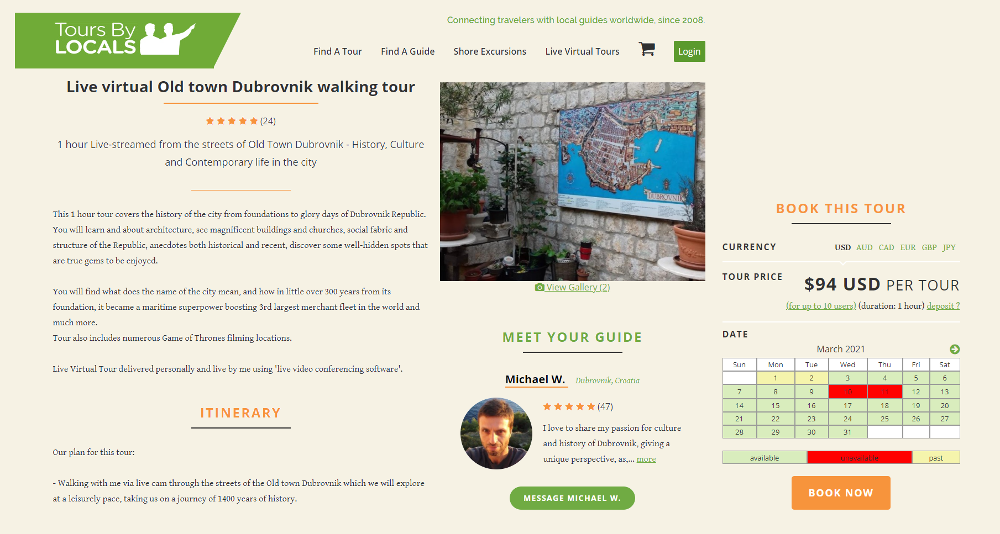 Tours By
LOCALS
Connecting travelers with local guides worldwide, since 2008.
Find A Tour Find A Guide Shore Excursions Live Virtual Tours Login
Live virtual Old town Dubrovnik walking tour
(24)
1 hour Live-streamed from the streets of Old Town Dubrovnik - History, Culture
and Contemporary life in the city
This 1 hour tour covers the history of the city from foundations to glory days of Dubrovnik Republic.
You will learn and about architecture, see magnificent buildings and churches, social fabric and
structure of the Republic, anecdotes both historical and recent, discover some well-hidden spots that
are true gems to be enjoyed.
You will find what does the name of the city mean, and how in little over 300 years from its
foundation, it became a maritime superpower boosting 3rd largest merchant fleet in the world and
much more.
Tour also includes numerous Game of Thrones filming locations.
Live Virtual Tour delivered personally and live by me using 'live video conferencing software'.
ITINERARY
Our plan for this tour:
- Walking with me via live cam through the streets of the Old town Dubrovnik which we will explore
at a leisurely pace, taking us on a journey of 1400 years of history.
DUBROVNIK
View Gallery (2)
MEET YOUR GUIDE
Michael W. Dubrovnik, Croatia
(47)
I love to share my passion for culture
and history of Dubrovnik, giving a
unique perspective, as,... more
MESSAGE MICHAEL W.
BOOK THIS TOUR
CURRENCY USD AUD CAD EUR GBP JPY
TOUR PRICE $94 USD PER TOUR
(for up to 10 users) (duration: 1 hour) deposit ?
DATE
March 2021
Sun Mon Tue Wed Thu Fri Sat
1 2 3 4 5 6
7 8 9 10 11 12 13
14 15 16 17 18 19 20
21 22 23 24 25 26 27
28 29 30 31
available unavailable past
BOOK NOW